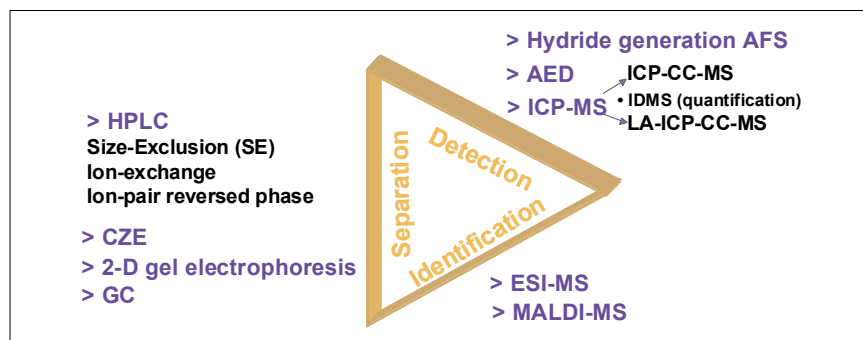 > Hydride generation AFS
> AED
> ICP-MS
ICP-CC-MS
• IDMS (quantification)
LA-ICP-CC-MS
> HPLC
Size-Exclusion (SE)
Ion-exchange
Ion-pair reversed phase
> CZE
> 2-D gel electrophoresis
> GC
Separation
Detection
Identification
> ESI-MS
> MALDI-MS